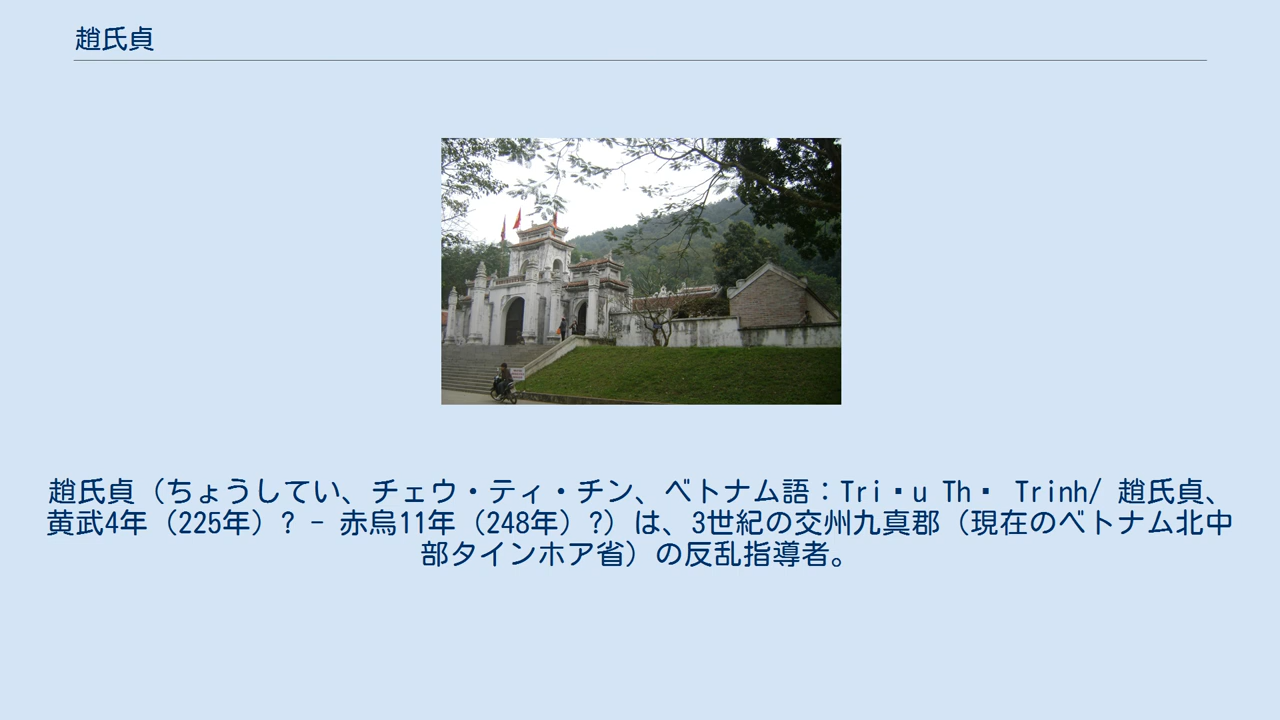 趙氏貞
趙氏貞（ちょうしてい、チェウ・ティ・チン、ベトナム語：Tri▪u Th▪ Trinh/ 趙氏貞、
黄武4年（225年）? - 赤烏11年（248年）?）は、3世紀の交州九真郡（現在のベトナム北中
部タインホア省）の反乱指導者。